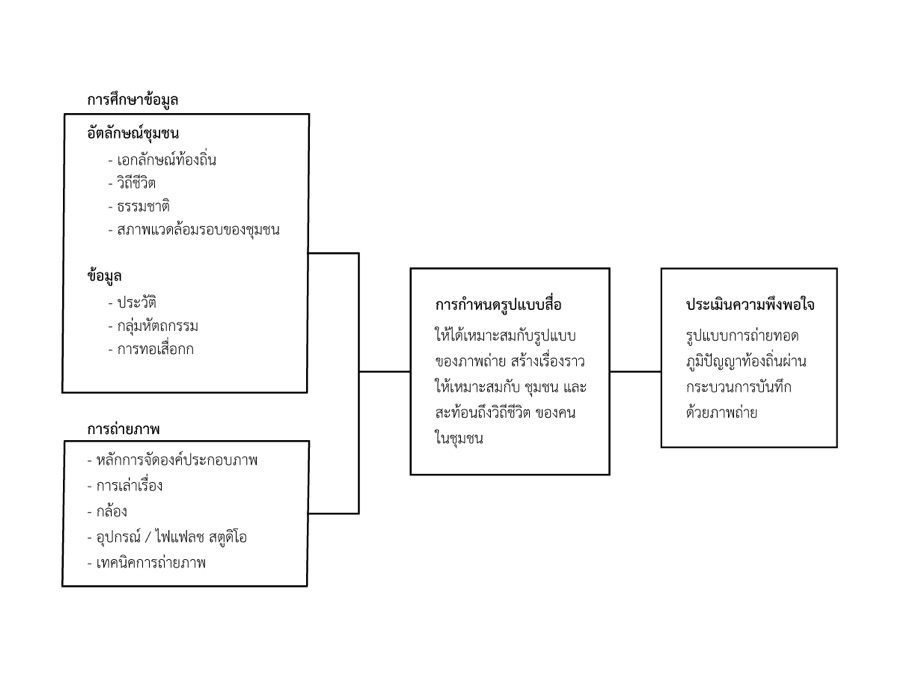 การศึกษาข้อมูล
อัตลักษณ์ชุมชน
- เอกลักษณ์ท้องถิ่น
- วิถีชีวิต
- ธรรมชาติ
- สภาพแวดล้อมรอบของชุมชน
ข้อมูล
- ประวัติ
- กลุ่มหัตถกรรม
- การทอเสื่อกก
การถ่ายภาพ
- หลักการจัดองค์ประกอบภาพ
- การเล่าเรื่อง
- กล้อง
- อุปกรณ์ / ไฟแฟลช สตูดิโอ
- เทคนิคการถ่ายภาพ
การกำหนดรูปแบบสื่อ
ให้ได้เหมาะสมกับรูปแบบ
ของภาพถ่าย สร้างเรื่องราว
ให้เหมาะสมกับ ชุมชน และ
สะท้อนถึงวิถีชีวิต ของคน
ในชุมชน
ประเมินความพึงพอใจ
รูปแบบการถ่ายทอด
ภูมิปัญญาท้องถิ่นผ่าน
กระบวนการบันทึก
ด้วยภาพถ่าย